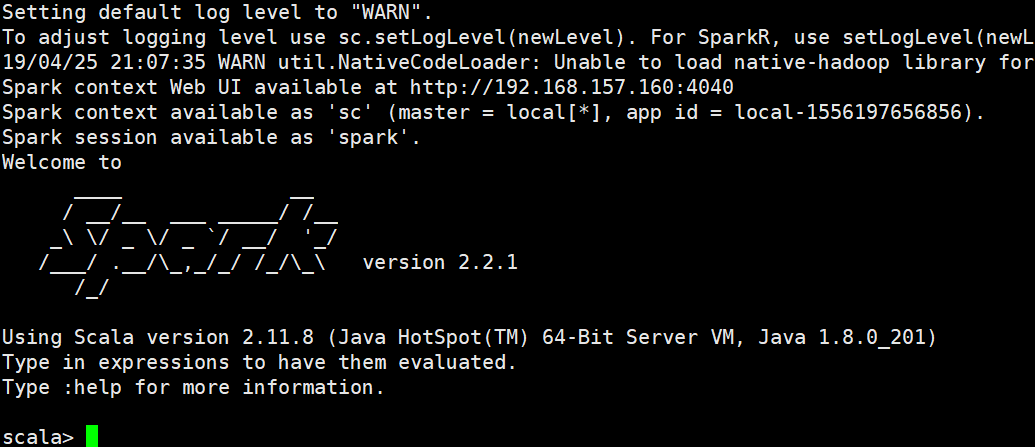 Setting default log level to "WARN".
To adjust logging level use sc.setLogLevel(newLevel). For SparkR, use setLogLevel(newL
19/04/25 21:07:35 WARN util.NativeCodeLoader: Unable to load native-hadoop library for
Spark context Web UI available at http://192.168.157.160:4040
Spark context available as 'sc' (master = local[*], app id = local-1556197656856).
Spark session available as 'spark'.
Welcome to
      ____              __
     / __/__  ___ _____/ /__
    _\ \/ _ \/ _ `/ __/  '_/
   /___/ .__/\_,_/_/ /_/\_\   version 2.2.1
      /_/
Using Scala version 2.11.8 (Java HotSpot(TM) 64-Bit Server VM, Java 1.8.0_201)
Type in expressions to have them evaluated.
Type :help for more information.
scala>